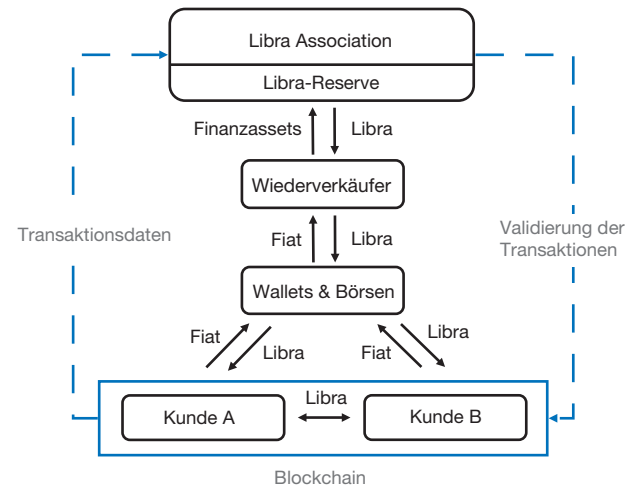 Libra Association
Libra-Reserve
Finanzassets
Libra
Wiederverkäufer
Transaktionsdaten
Fiat
Libra
Validierung der
Transaktionen
Wallets & Börsen
Fiat
Libra
Fiat
Libra
Kunde A
Libra
Kunde B
Blockchain